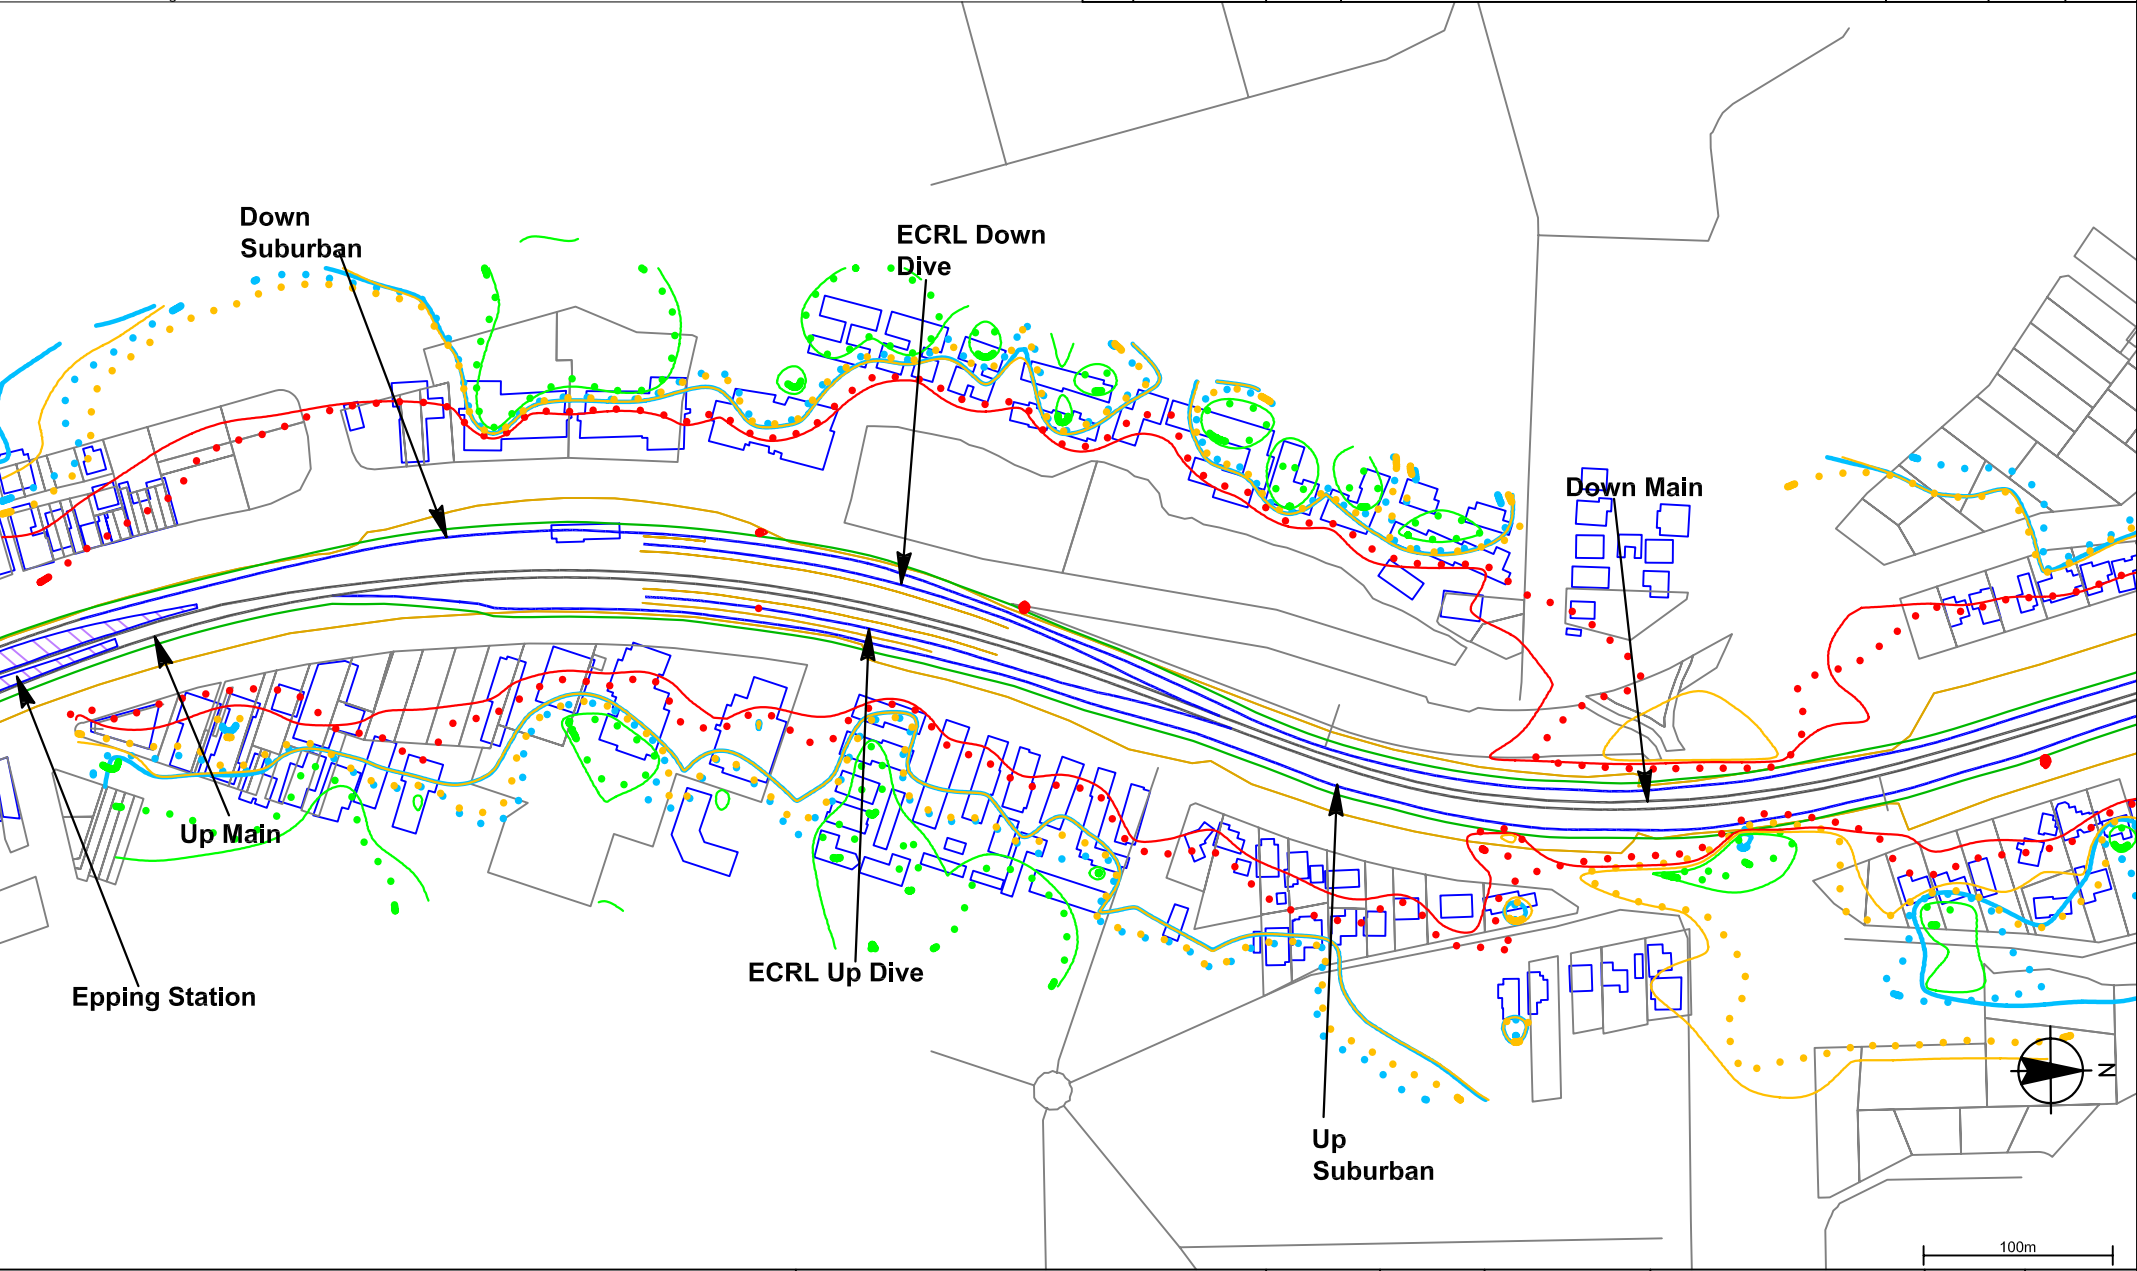 Down
Suburban
ECRL Down
Dive
Down Main
Up Main
ECRL Up Dive
Epping Station
N
Up
Suburban
100m